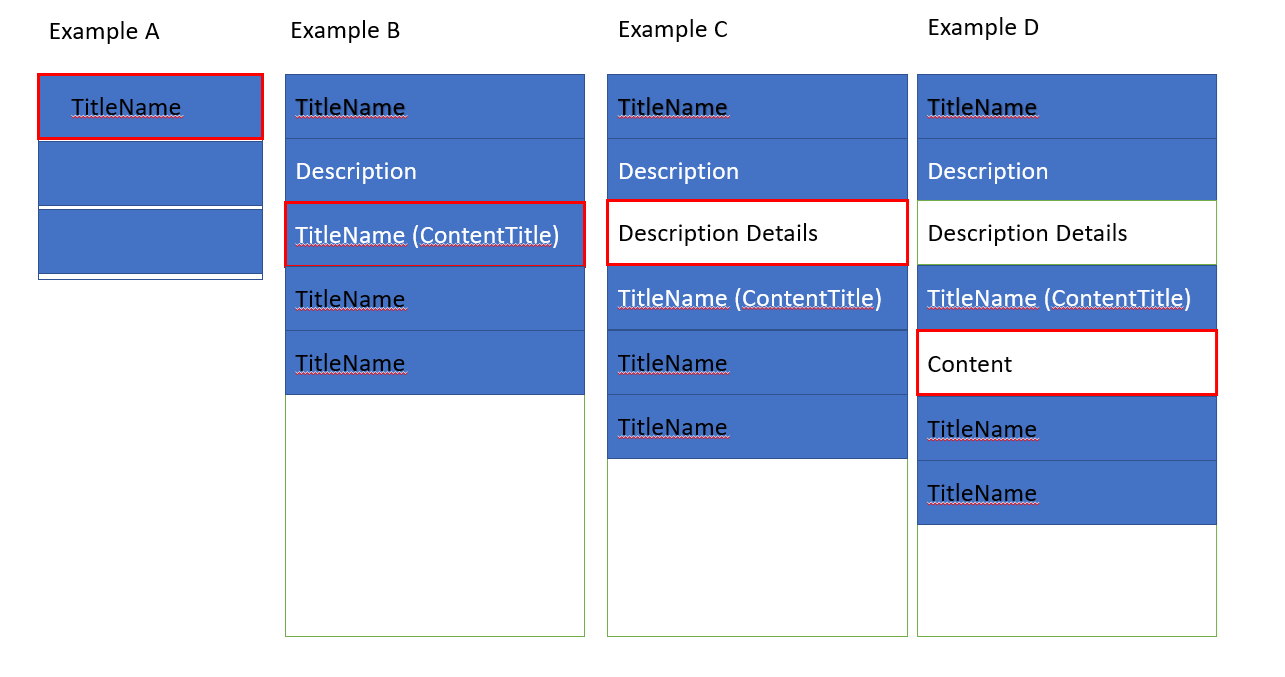 Example A
TitleName
Example B
TitleName
Description
TitleName (ContentTitle)
TitleName
TitleName
Example C
TitleName
Description
Description Details
TitleName (ContentTitle)
TitleName
TitleName
Example D
TitleName
Description
Description Details
TitleName (ContentTitle)
Content
TitleName
TitleName